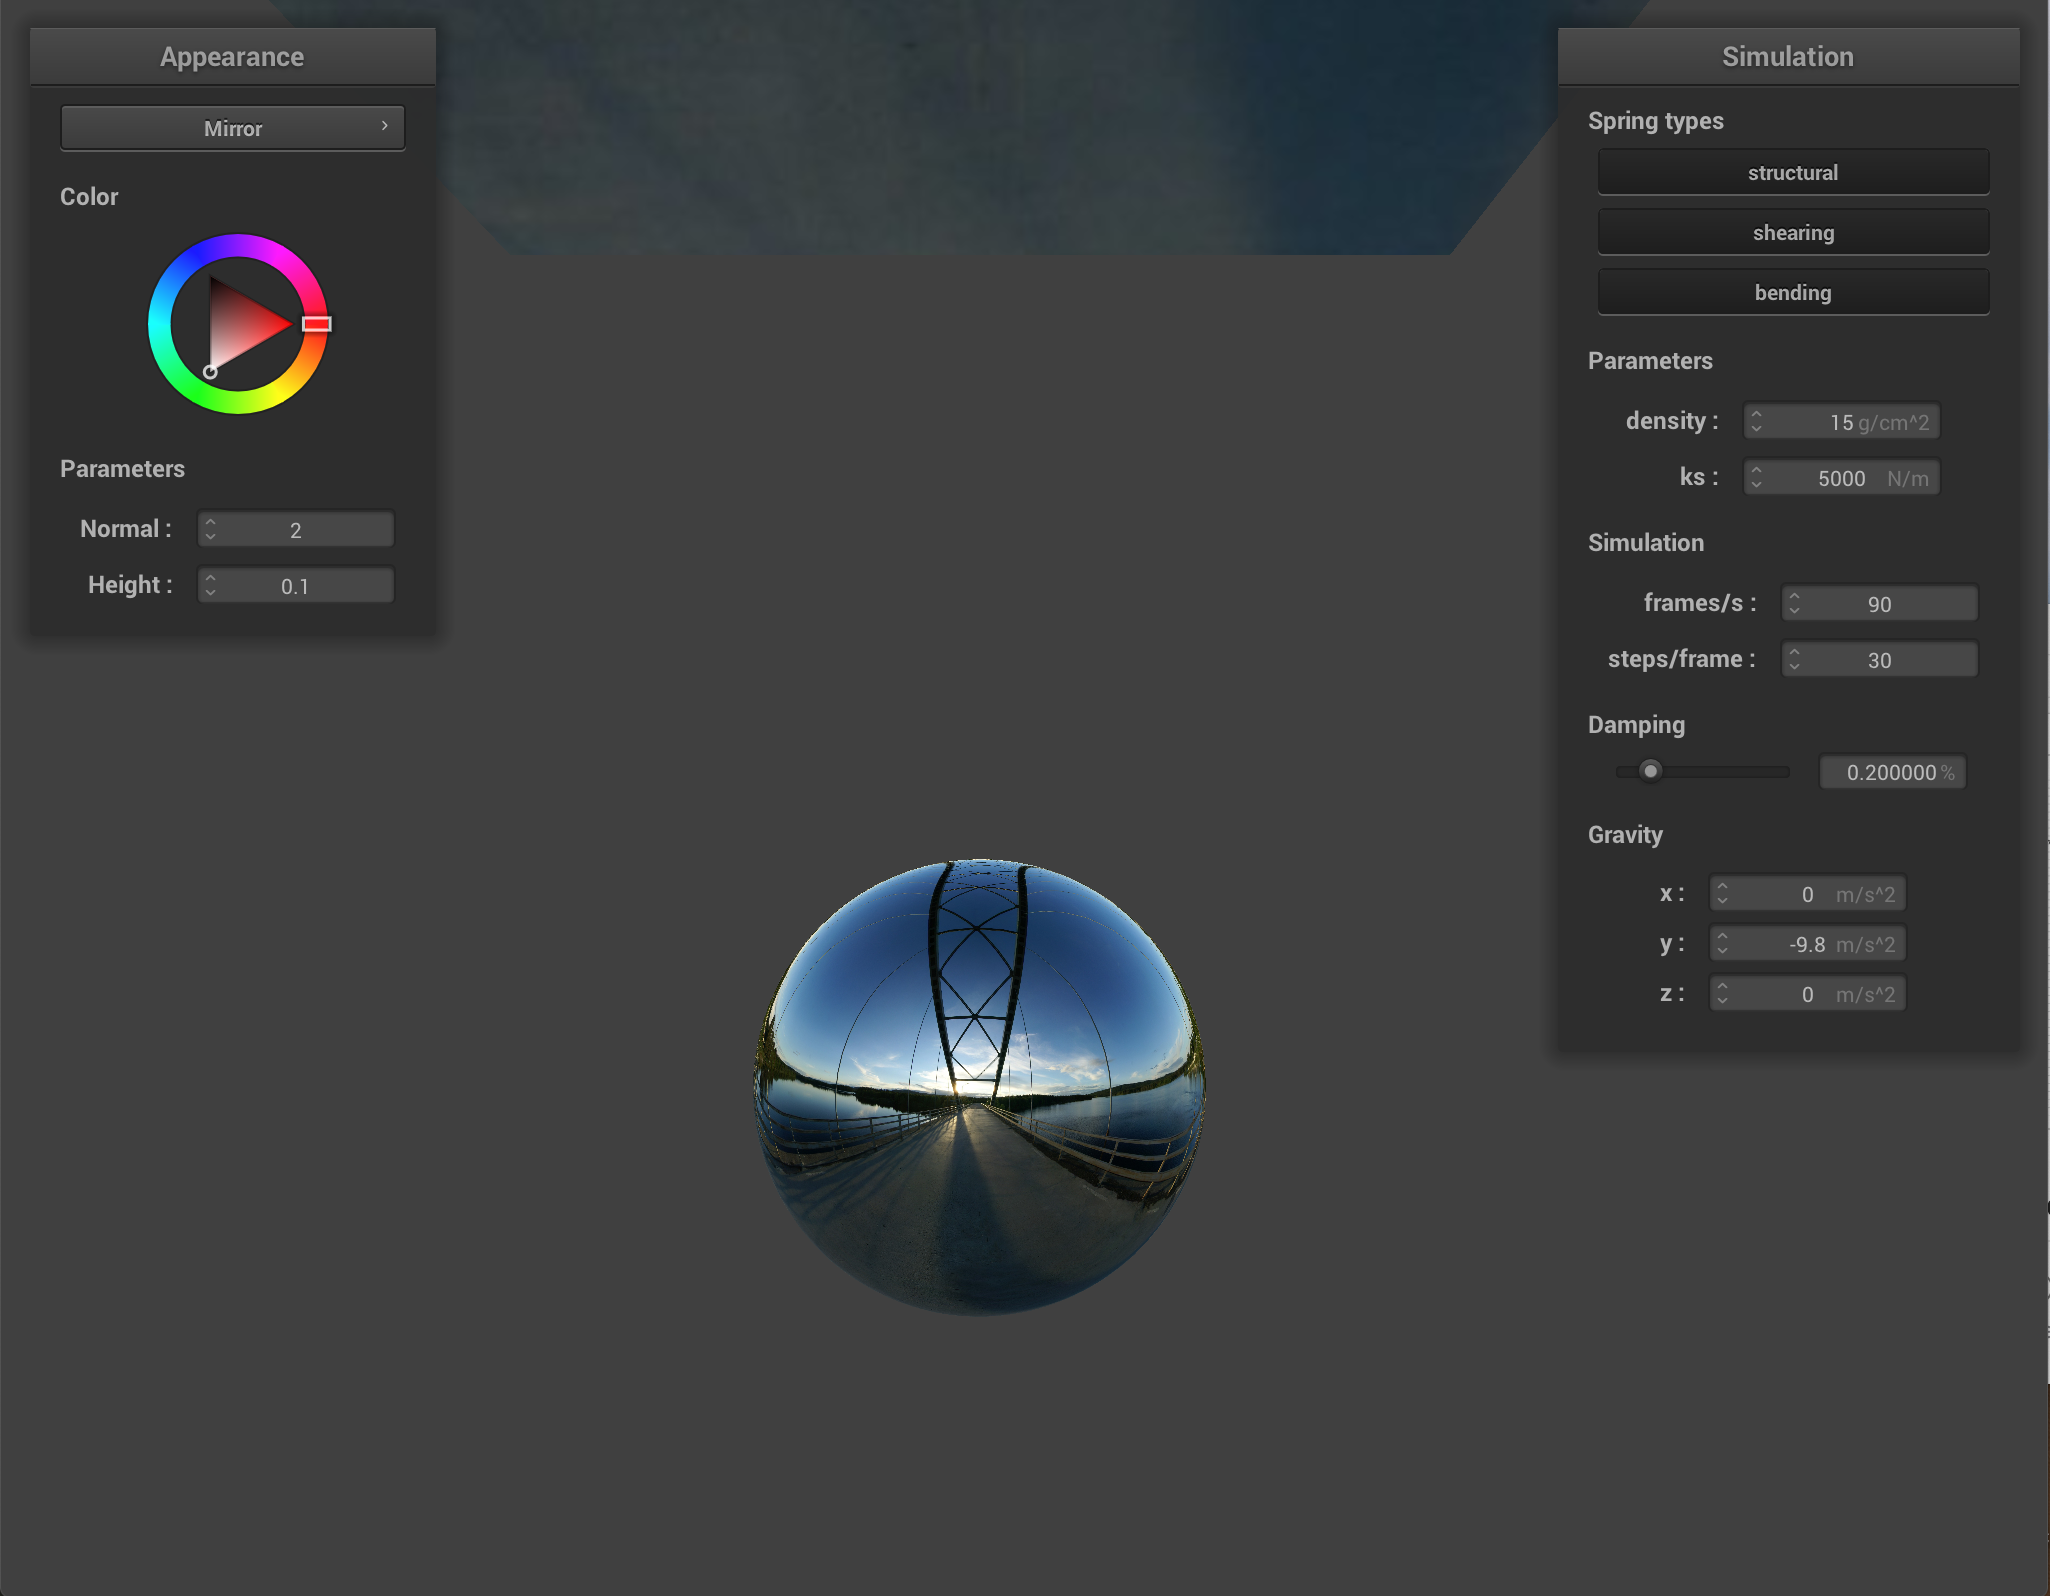 Appearance
Mirror
Color
Parameters
Normal : 2
Height : 0.1
Simulation
Spring types
structural
shearing
bending
Parameters
density : 15 g/cm^2
ks : 5000 N/m
Simulation
frames/s : 90
steps/frame : 30
Damping
0.200000 %
Gravity
x : 0 m/s^2
y : -9.8 m/s^2
z : 0 m/s^2